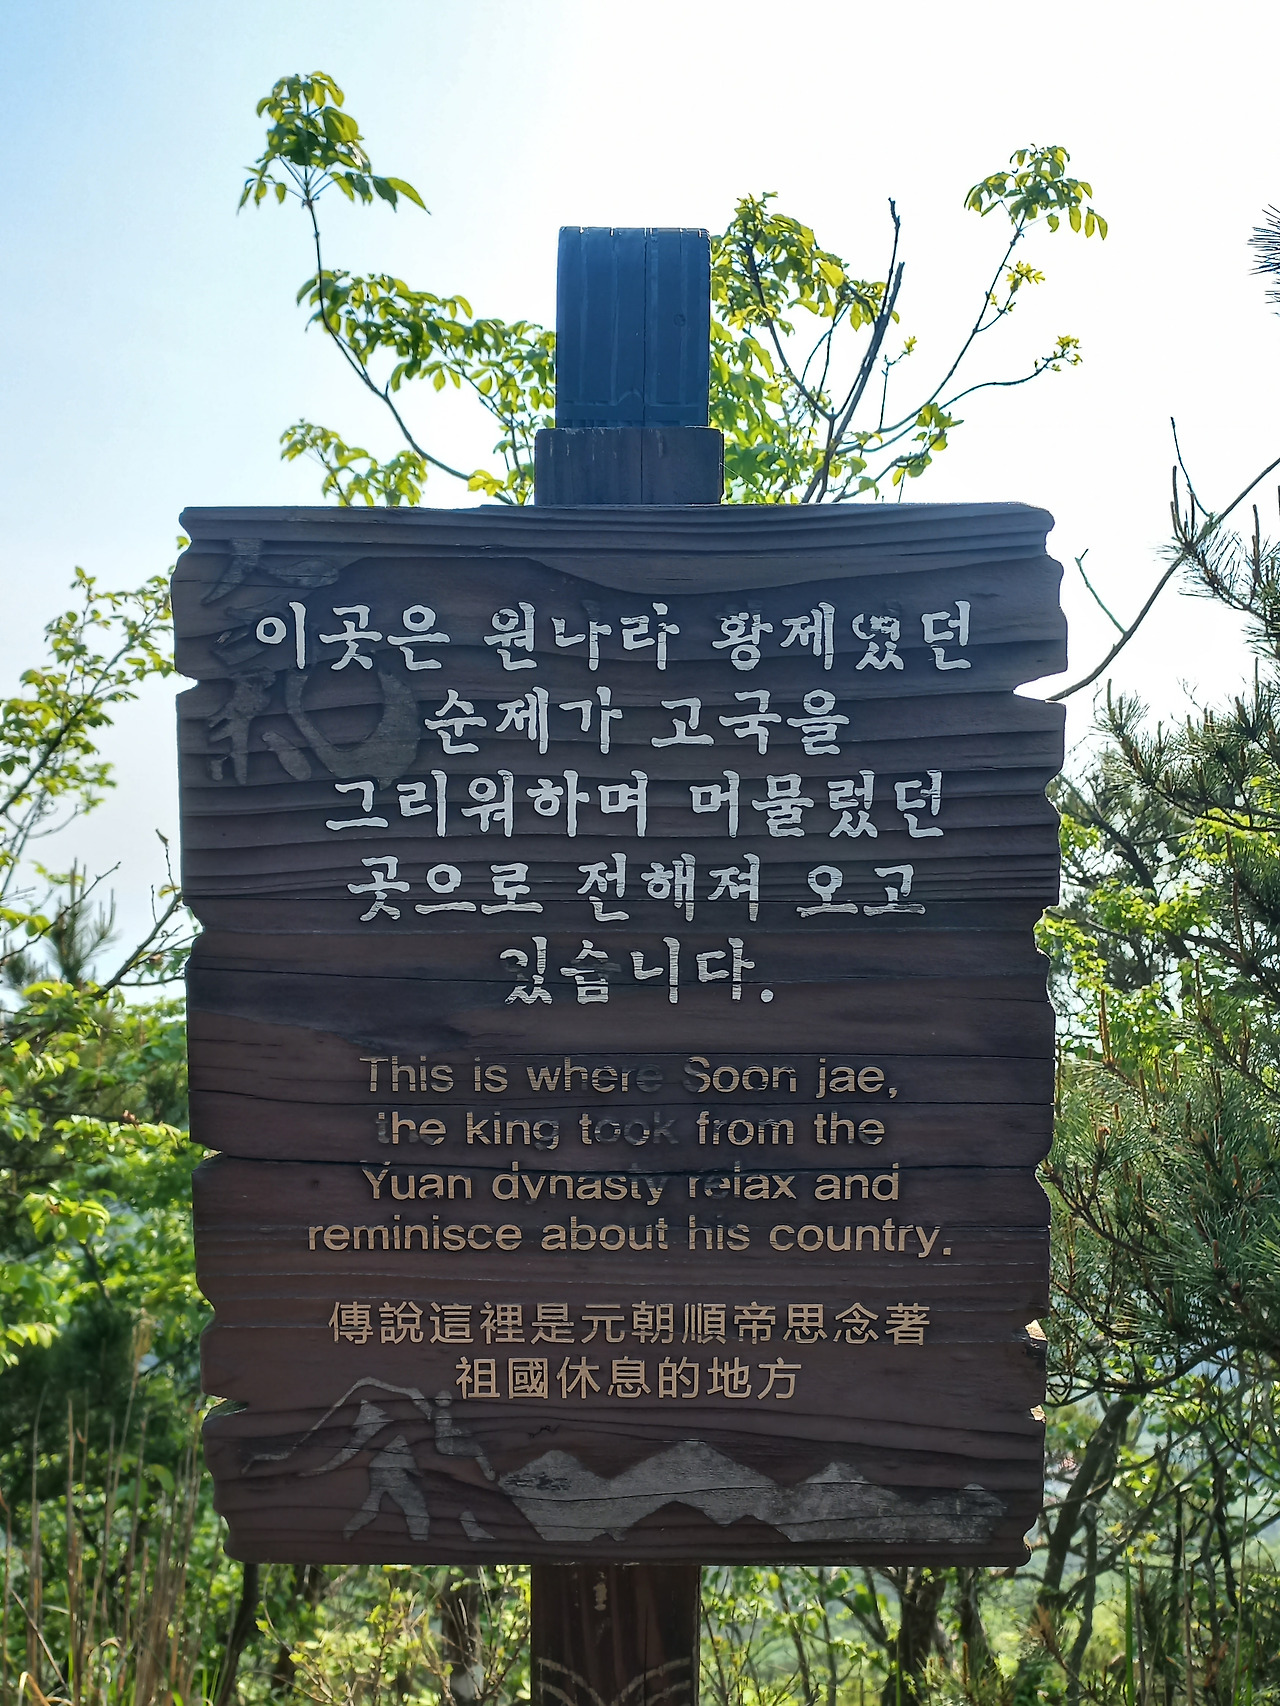 이곳은 원나라 황제였던
순제가 고국을
그리워하며 머물렀던
곳으로 전해져 오고
있습니다.
This is where Soon jae,
the king took from the
Yuan dynasty relax and
reminisce about his country.
傳說這裡是元朝順帝思念著
祖國休息的地方